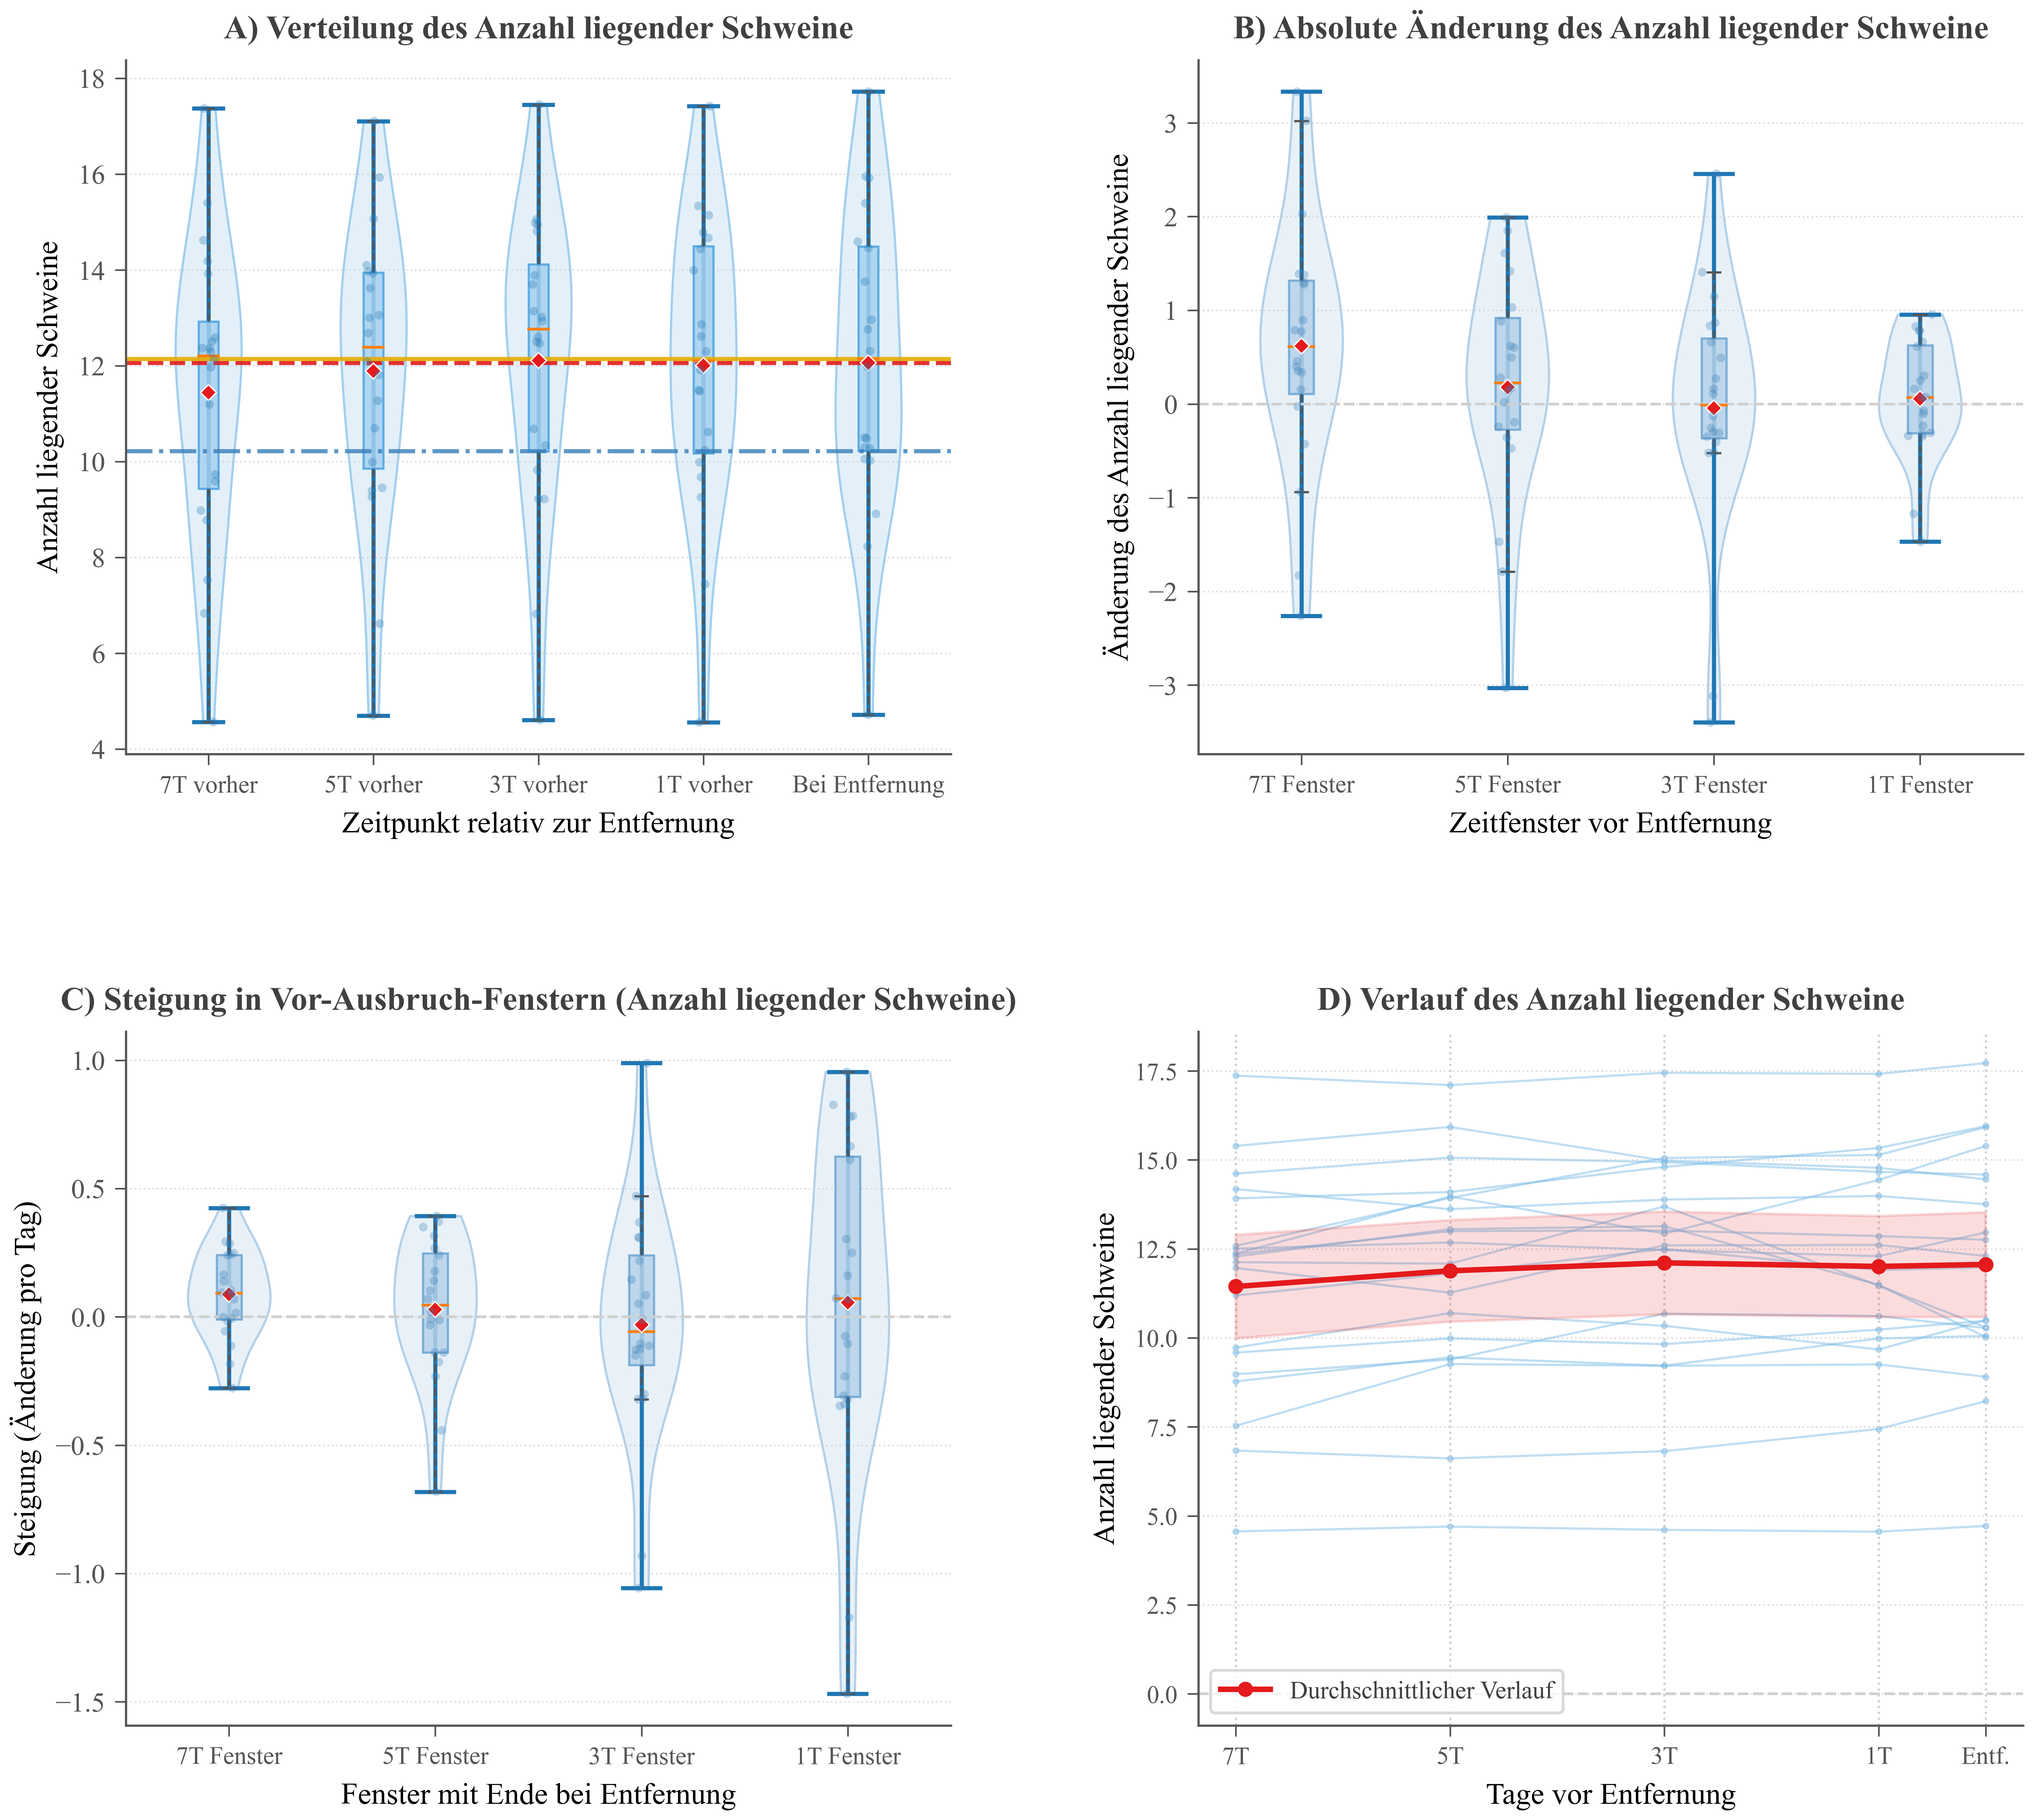 A) Verteilung des Anzahl liegender Schweine
Anzahl liegender Schweine
18
16
14
12
10
8
6
4
7T vorher
5T vorher
3T vorher
1T vorher
Bei Entfernung
Zeitpunkt relativ zur Entfernung
B) Absolute Änderung des Anzahl liegender Schweine
Änderung des Anzahl liegender Schweine
3
2
1
0
−1
−2
−3
7T Fenster
5T Fenster
3T Fenster
1T Fenster
Zeitfenster vor Entfernung
C) Steigung in Vor-Ausbruch-Fenstern (Anzahl liegender Schweine)
Steigung (Änderung pro Tag)
1.0
0.5
0.0
−0.5
−1.0
−1.5
7T Fenster
5T Fenster
3T Fenster
1T Fenster
Fenster mit Ende bei Entfernung
D) Verlauf des Anzahl liegender Schweine
Anzahl liegender Schweine
17.5
15.0
12.5
10.0
7.5
5.0
2.5
0.0
Durchschnittlicher Verlauf
7T
5T
3T
1T
Entf.
Tage vor Entfernung